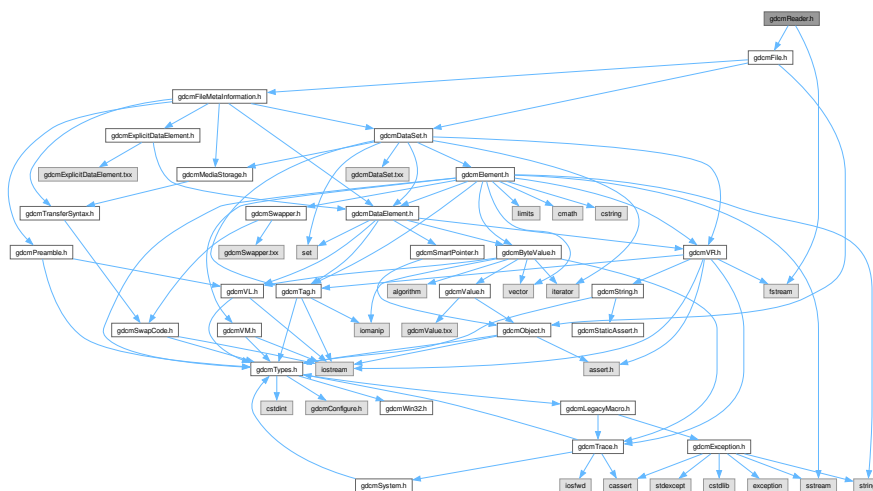 gdcmReader.h
gdcmFile.h
gdcmFileMetaInformation.h
gdcmExplicitDataElement.h
gdcmDataSet.h
gdcmExplicitDataElement.txx
gdcmMediaStorage.h
gdcmDataSet.txx
gdcmElement.h
gdcmTransferSyntax.h
gdcmSwapper.h
gdcmDataElement.h
limits
cmath
cstring
gdcmPreamble.h
gdcmSwapper.txx
set
gdcmSmartPointer.h
gdcmByteValue.h
gdcmVR.h
gdcmVL.h
gdcmTag.h
algorithm
gdcmValue.h
vector
iterator
gdcmString.h
fstream
gdcmSwapCode.h
gdcmVM.h
iomanip
gdcmValue.txx
gdcmObject.h
gdcmStaticAssert.h
gdcmTypes.h
iostream
assert.h
cstdint
gdcmConfigure.h
gdcmWin32.h
gdcmLegacyMacro.h
gdcmTrace.h
gdcmException.h
gdcmSystem.h
iosfwd
cassert
stdexcept
cstdlib
exception
sstream
string